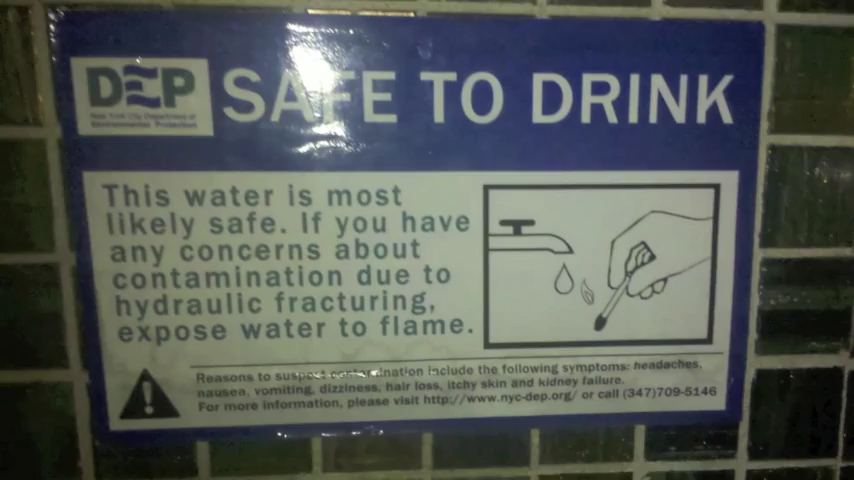 DEP
New York City Department of
Environmental Protection
SAFE TO DRINK
This water is most
likely safe. If you have
any concerns about
contamination due to
hydraulic fracturing,
expose water to flame.
Reasons to suspect contamination include the following symptoms: headaches,
nausea, vomiting, dizziness, hair loss, itchy skin and kidney failure.
For more information, please visit http://www.nyc-dep.org/ or call (347)709-5146